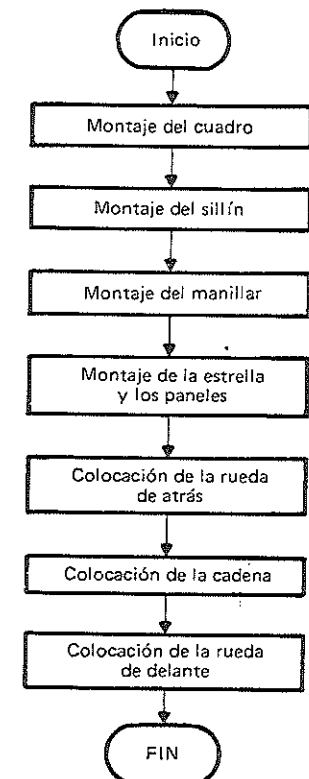 Inicio
Montaje del cuadro
Montaje del sillín
Montaje del manillar
Montaje de la estrella
y los paneles
Colocación de la rueda
de atrás
Colocación de la cadena
Colocación de la rueda
de delante
FIN